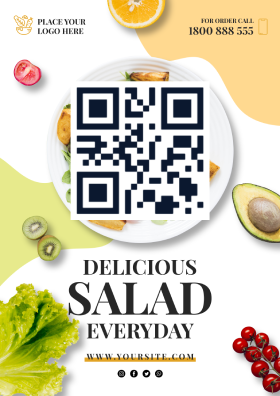 PLACE YOUR
LOGO HERE
FOR ORDER CALL
1800 888 555
DELICIOUS
SALAD
EVERYDAY
WWW.YOURSITE.COM